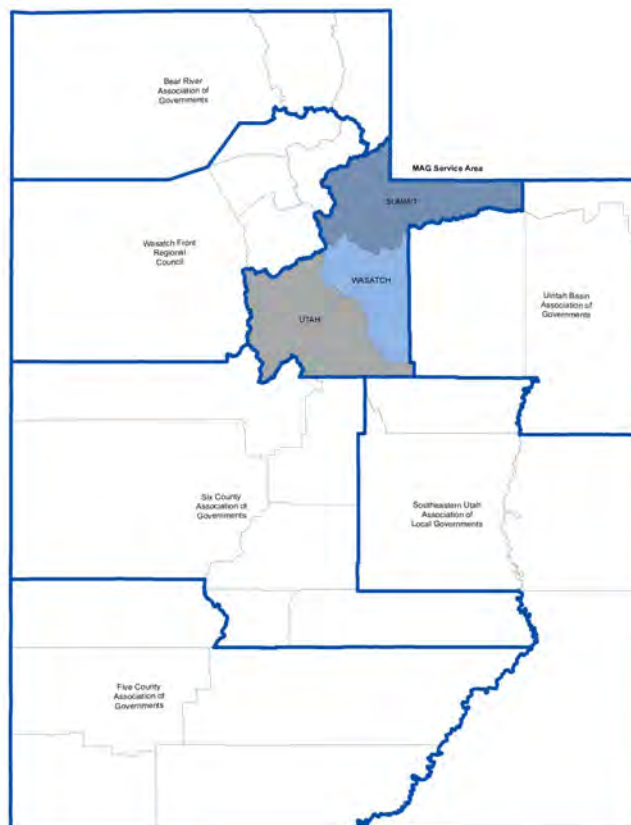 Bear River
Association of
Governments
MAG Service Area
SUMMIT
Wasatch Front
Regional
Council
WASATCH
Uintah Basin
Association of
Governments
UTAH
Six County
Association of
Governments
Southeastern Utah
Association of
Local Governments
Five County
Association of
Governments